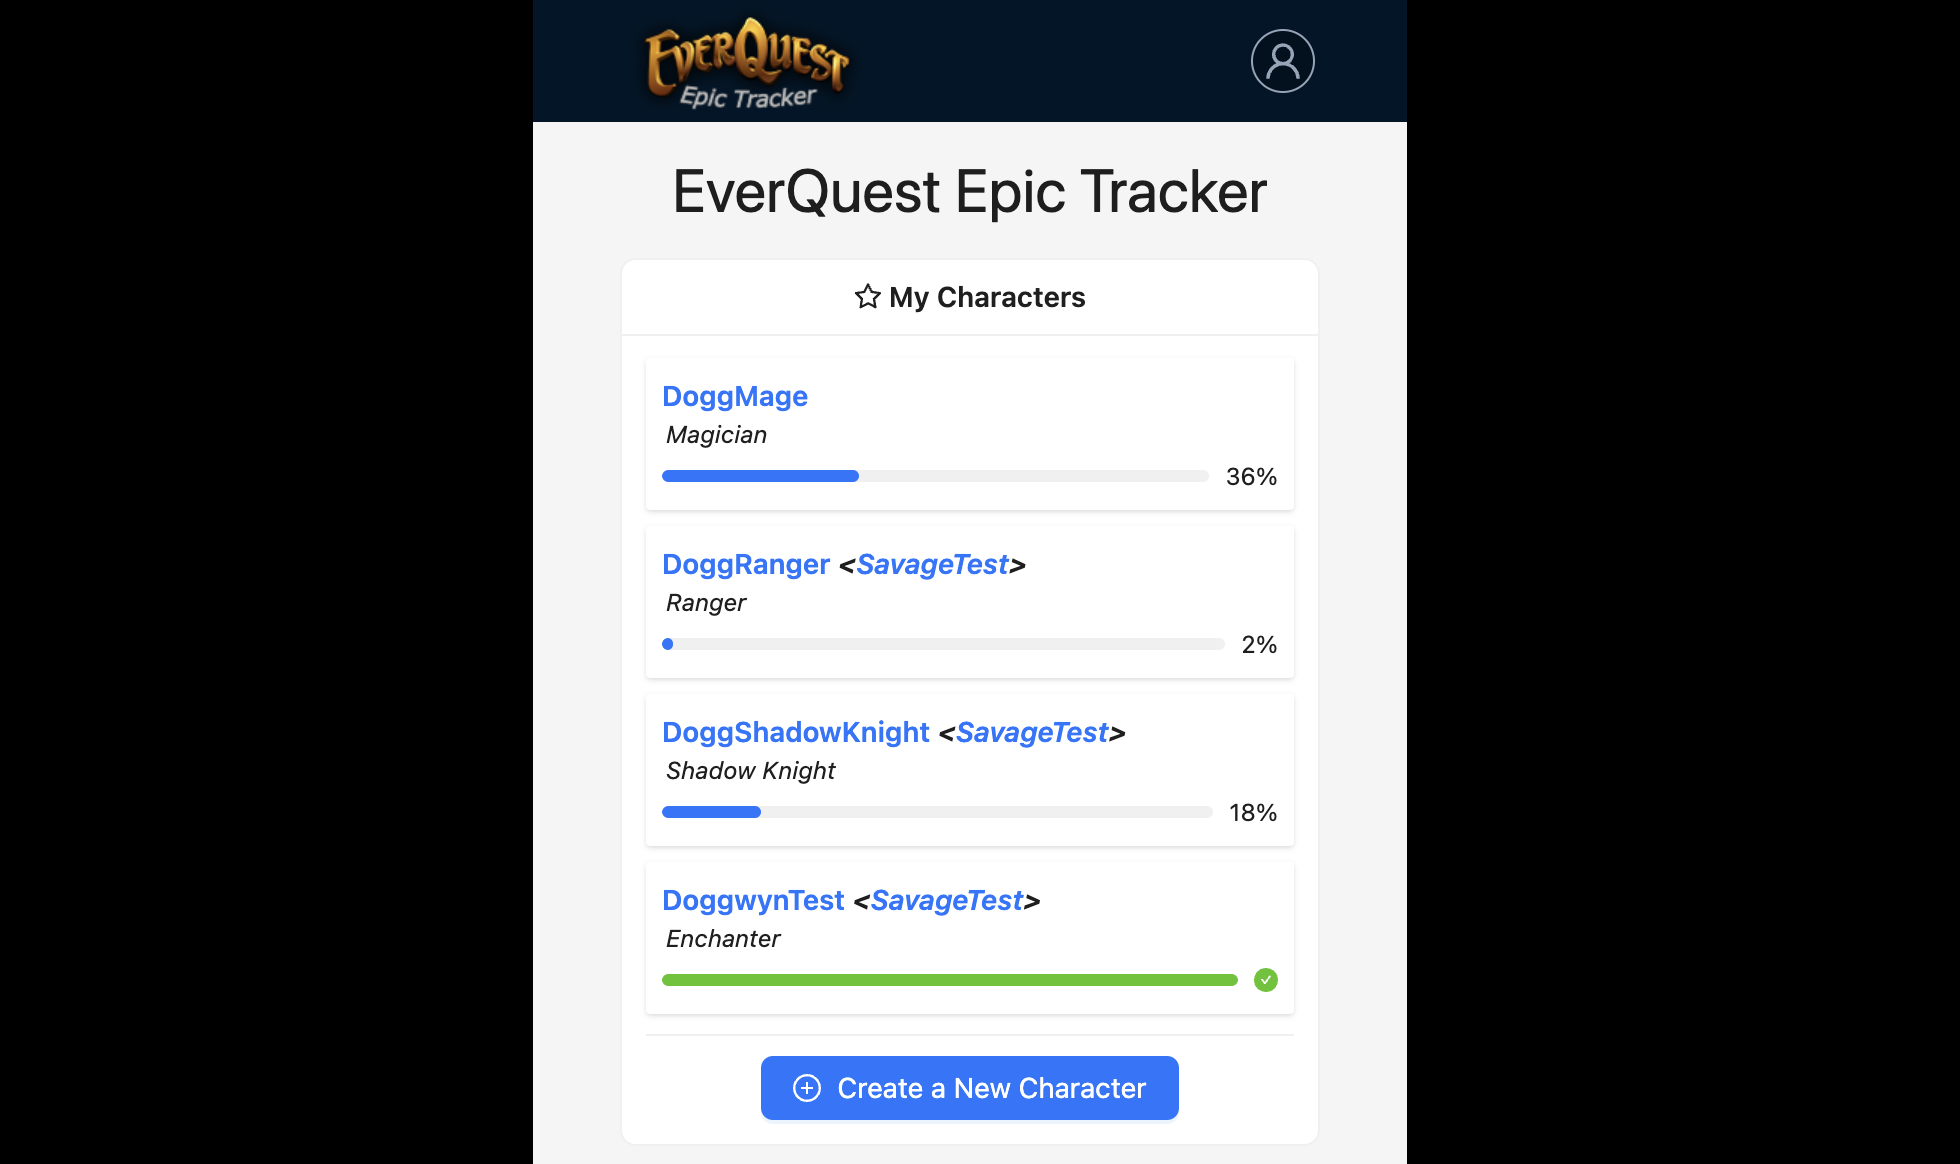 EverQuest
Epic Tracker
EverQuest Epic Tracker
My Characters
DoggMage
Magician
36%
DoggRanger <SavageTest>
Ranger
2%
DoggShadowKnight <SavageTest>
Shadow Knight
18%
DoggwynTest <SavageTest>
Enchanter
Create a New Character